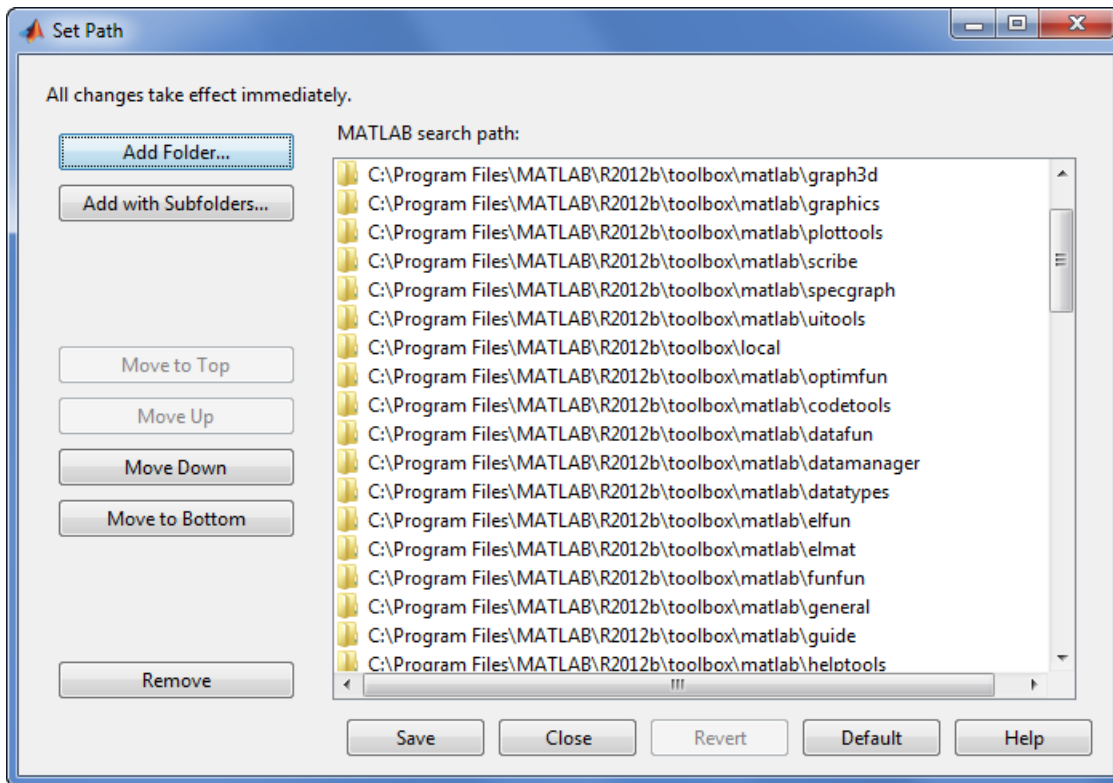 Set Path
All changes take effect immediately.
Add Folder...
Add with Subfolders...
Move to Top
Move Up
Move Down
Move to Bottom
Remove
MATLAB search path:
C:\Program Files\MATLAB\R2012b\toolbox\matlab\graph3d
C:\Program Files\MATLAB\R2012b\toolbox\matlab\graphics
C:\Program Files\MATLAB\R2012b\toolbox\matlab\plottools
C:\Program Files\MATLAB\R2012b\toolbox\matlab\scribe
C:\Program Files\MATLAB\R2012b\toolbox\matlab\specgraph
C:\Program Files\MATLAB\R2012b\toolbox\matlab\uitools
C:\Program Files\MATLAB\R2012b\toolbox\local
C:\Program Files\MATLAB\R2012b\toolbox\matlab\optimfun
C:\Program Files\MATLAB\R2012b\toolbox\matlab\codetools
C:\Program Files\MATLAB\R2012b\toolbox\matlab\datafun
C:\Program Files\MATLAB\R2012b\toolbox\matlab\datamanager
C:\Program Files\MATLAB\R2012b\toolbox\matlab\datatypes
C:\Program Files\MATLAB\R2012b\toolbox\matlab\elfun
C:\Program Files\MATLAB\R2012b\toolbox\matlab\elmat
C:\Program Files\MATLAB\R2012b\toolbox\matlab\funfun
C:\Program Files\MATLAB\R2012b\toolbox\matlab\general
C:\Program Files\MATLAB\R2012b\toolbox\matlab\guide
C:\Program Files\MATLAB\R2012b\toolbox\matlab\helptools
Save
Close
Revert
Default
Help